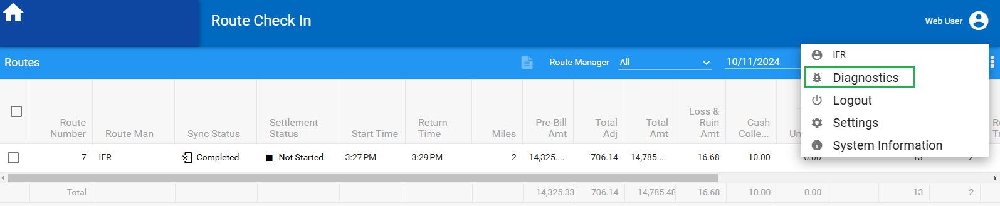 Route Check In
Web User
Routes
Route Manager All
10/11/2024
IFR
Diagnostics
Logout
Settings
System Information
Route Number
Route Man
Sync Status
Settlement Status
Start Time
Return Time
Miles
Pre-Bill Amt
Total Adj
Total Amt
Loss & Ruin Amt
Cash Colle...
T
Un
R
Tr
7 IFR Completed Not Started 3:27 PM 3:29 PM 2 14,325.... 706.14 14,785.... 16.68 10.00 0.00 13 2
Total 14,325.33 706.14 14,785.48 16.68 10.00 0.00 13 2